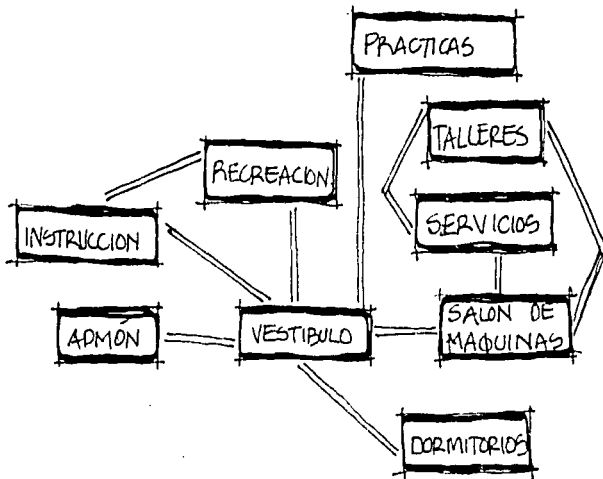 PRACTICAS
TALLERES
RECREACION
SERVICIOS
INSTRUCCION
ADMÓN
VESTIBULO
SALON DE
MAQUINAS
DORMITORIOS